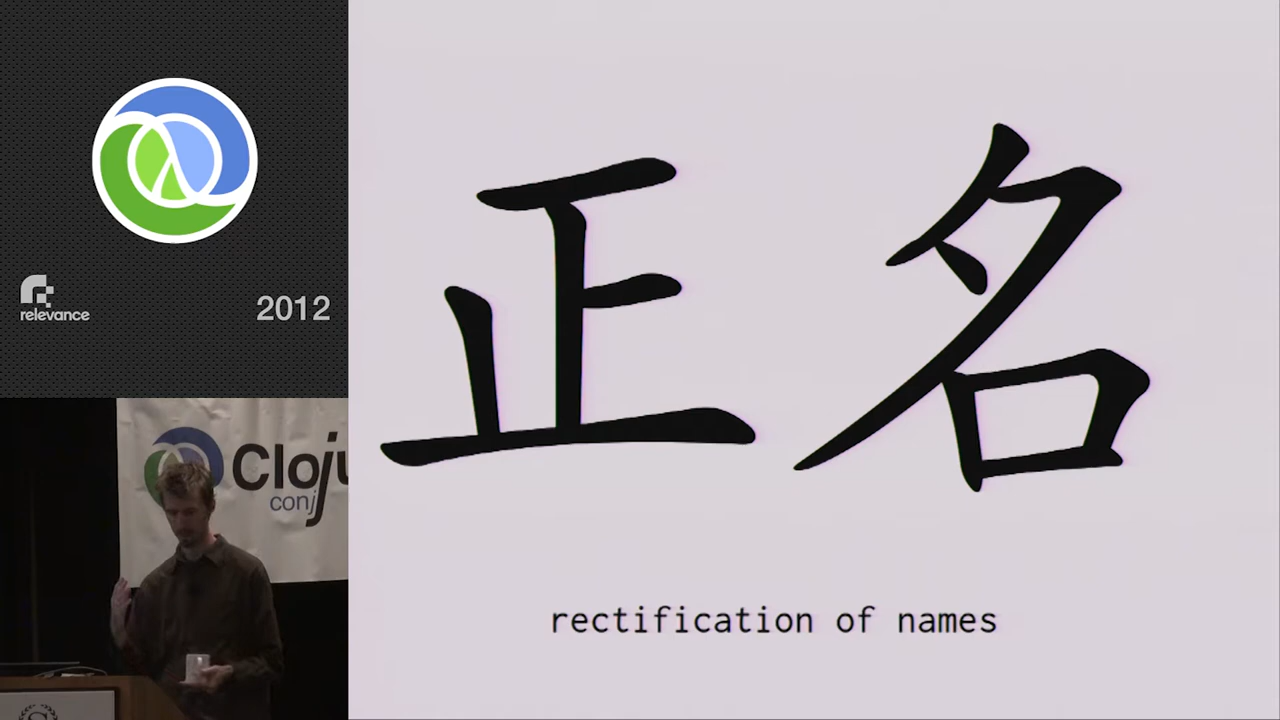 relevance
2012
Cloju
conj
正名
rectification of names